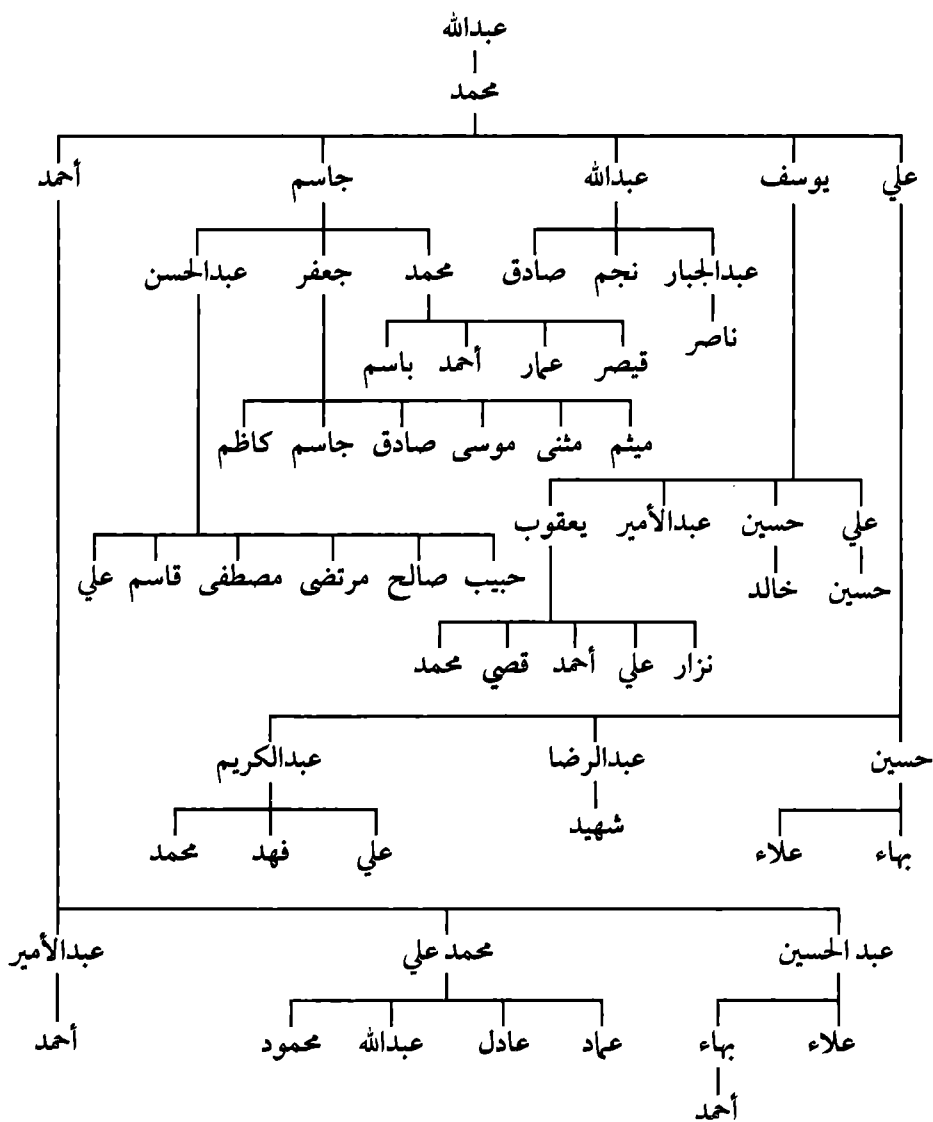 عبدالله
محمد
علي يوسف عبدالله جاسم أحمد
عبدالجبار نجم صادق محمد جعفر عبدالحسن
ناصر
قيصر عمار أحمد باسم
ميثم مثنى موسى صادق جاسم كاظم
علي حسين عبدالأمير يعقوب
حبيب صالح مرتضى مصطفى قاسم علي
حسين خالد
نزار علي أحمد قصي محمد
حسين عبدالرضا عبدالكريم
شهيد
بهاء علاء علي فهد محمد
عبد الحسين محمد علي عبدالأمير
علاء بهاء عماد عادل عبدالله محمود أحمد
أحمد